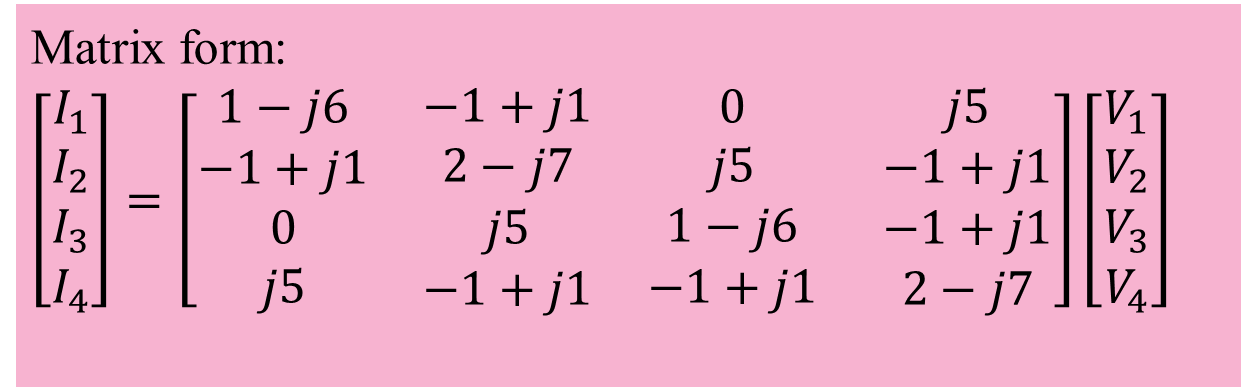 Matrix form:
[I₁] [1 − j6 −1 + j1 0 j5] [V₁]
[I₂] [−1 + j1 2 − j7 j5 −1 + j1] [V₂]
=
[I₃] [0 j5 1 − j6 −1 + j1] [V₃]
[I₄] [j5 −1 + j1 −1 + j1 2 − j7] [V₄]